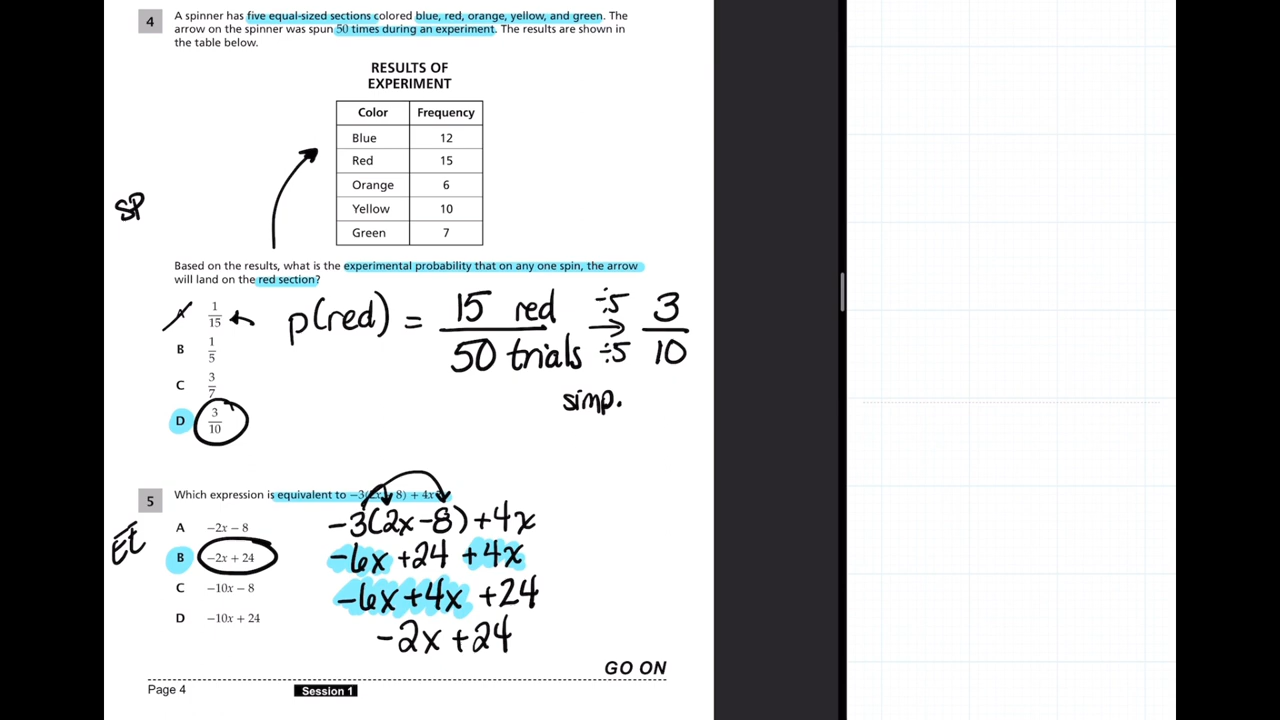 4
A spinner has five equal-sized sections colored blue, red, orange, yellow, and green. The
arrow on the spinner was spun 50 times during an experiment. The results are shown in
the table below.
RESULTS OF
EXPERIMENT
Color Frequency
Blue 12
Red 15
Orange 6
Yellow 10
Green 7
SP
Based on the results, what is the experimental probability that on any one spin, the arrow
will land on the red section?
A 1/15
B 1/5
C 3/7
D 3/10
p(red) = 15 red / 50 trials ÷5 → ÷5 3/10
simp.
5
Which expression is equivalent to −3(2x − 8) + 4x
EE
A −2x − 8
B −2x + 24
C −10x − 8
D −10x + 24
-3(2x-8)+4x
-6x +24 +4x
-6x+4x +24
-2x+24
GO ON
Page 4 Session 1